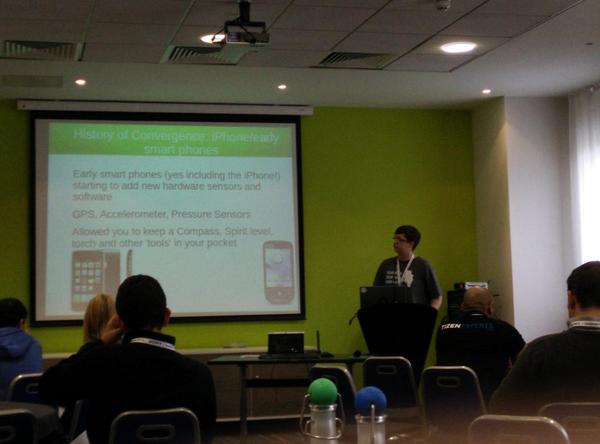 History of Convergence: iPhone/early
smart phones
Early smart phones (yes including the iPhone!)
starting to add new hardware sensors and
software
GPS, Accelerometer, Pressure Sensors
Allowed you to keep a Compass, Spirit level,
torch and other 'tools' in your pocket
TIZENEXPERTS